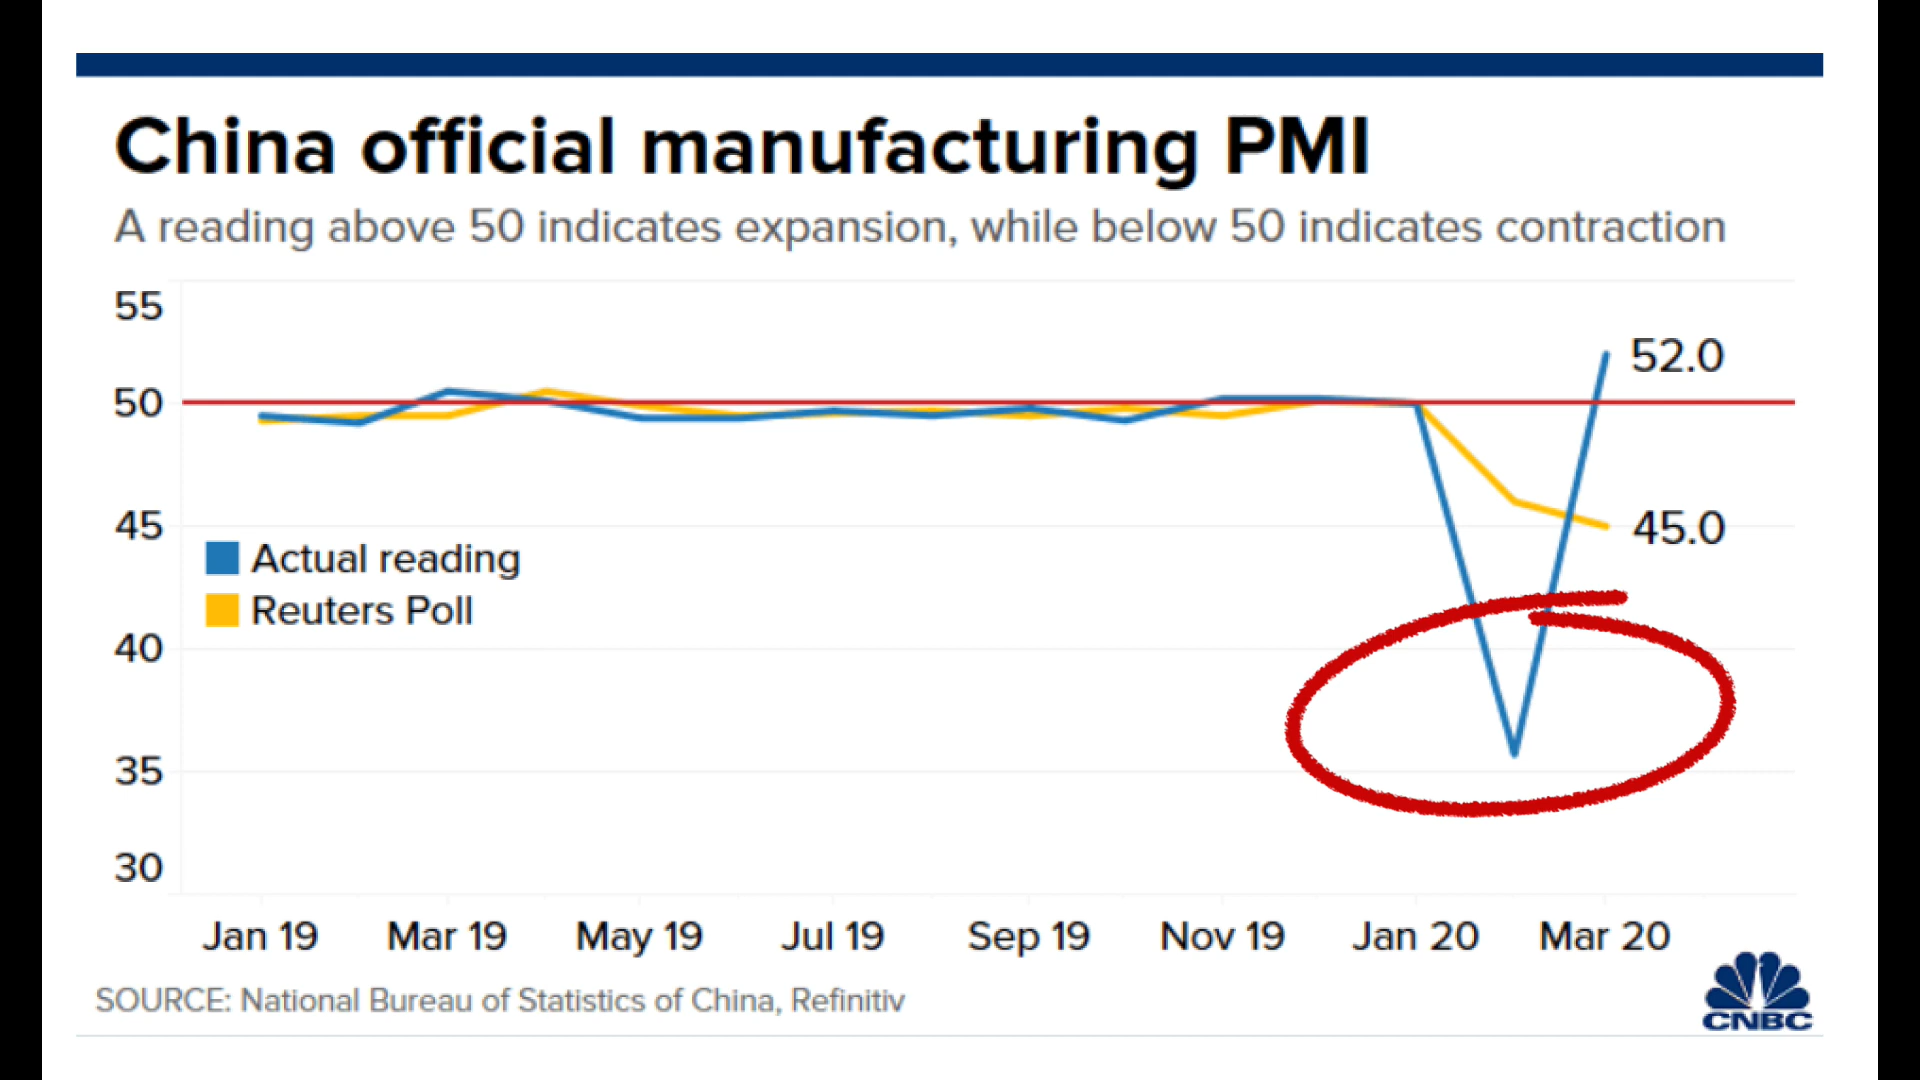 China official manufacturing PMI
A reading above 50 indicates expansion, while below 50 indicates contraction
55
52.0
50
45
45.0
Actual reading
Reuters Poll
40
35
30
Jan 19 Mar 19 May 19 Jul 19 Sep 19 Nov 19 Jan 20 Mar 20
SOURCE: National Bureau of Statistics of China, Refinitiv
CNBC